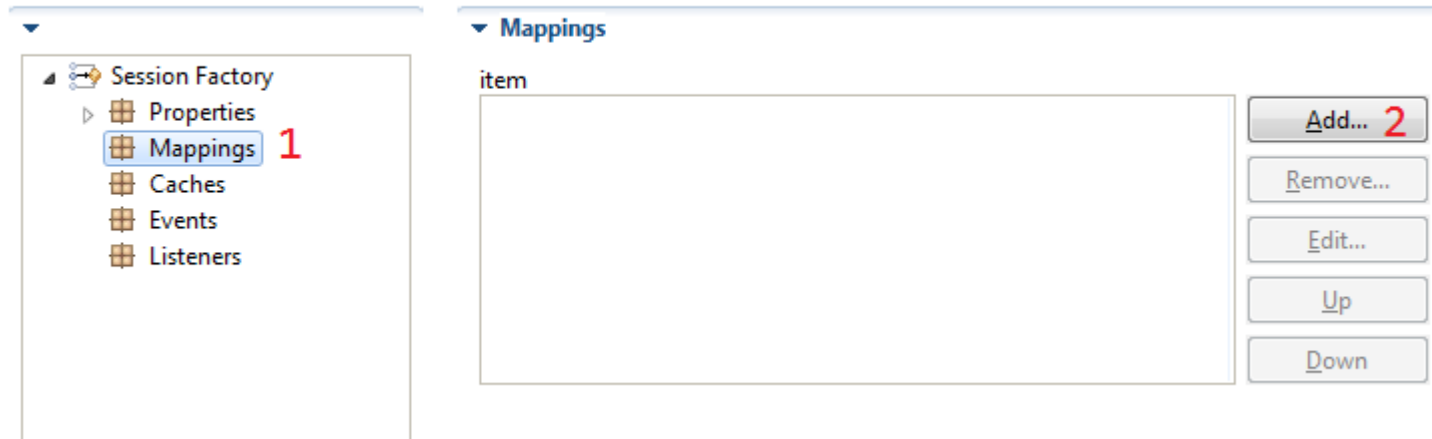 Session Factory
Properties
Mappings 1
Caches
Events
Listeners
Mappings
item
Add... 2
Remove...
Edit...
Up
Down